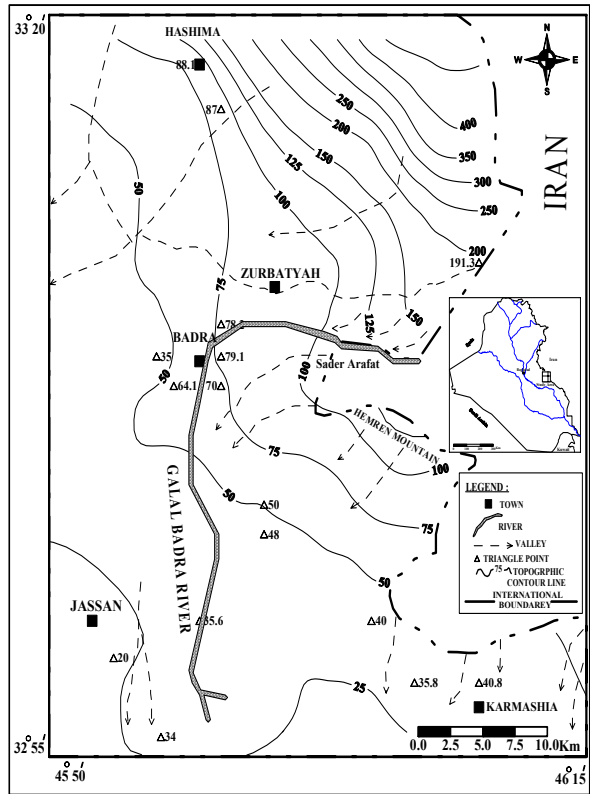 33° 20'
HASHIMA
88.1
87
N
W E
S
IRAN
400
350
300
250
200
150
125
100
250
200
150
125
100
50
75
191.3
ZURBATYAH
150
125
BADRA
79.1
35
50
64.1 70
Sader Arafat
100
HEMREN MOUNTAIN
100
75
75
50
50
48
50
GALAL BADRA RIVER
JASSAN
35.6
40
20
35.8
40.8
25
KARMASHIA
34
LEGEND :
TOWN
RIVER
VALLEY
TRIANGLE POINT
75 TOPOGRPHIC
CONTOUR LINE
INTERNATIONAL
BOUNDAREY
Iran
0.0 2.5 5.0 7.5 10.0Km
32° 55'
45° 50'
46° 15'